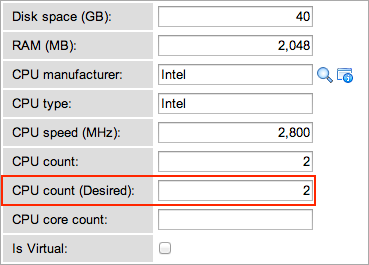 Disk space (GB): 40
RAM (MB): 2,048
CPU manufacturer: Intel
CPU type: Intel
CPU speed (MHz): 2,800
CPU count: 2
CPU count (Desired): 2
CPU core count:
Is Virtual: